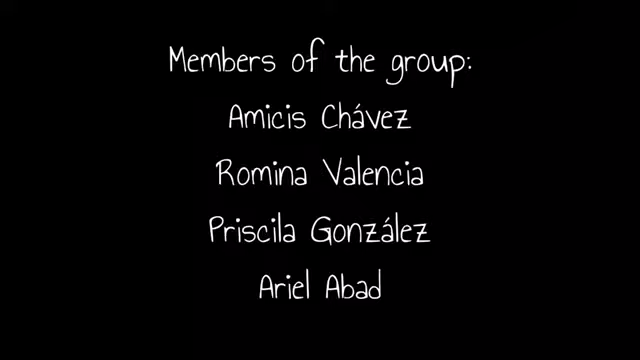 Members of the group:
Amicis Chávez
Romina Valencia
Priscila González
Ariel Abad